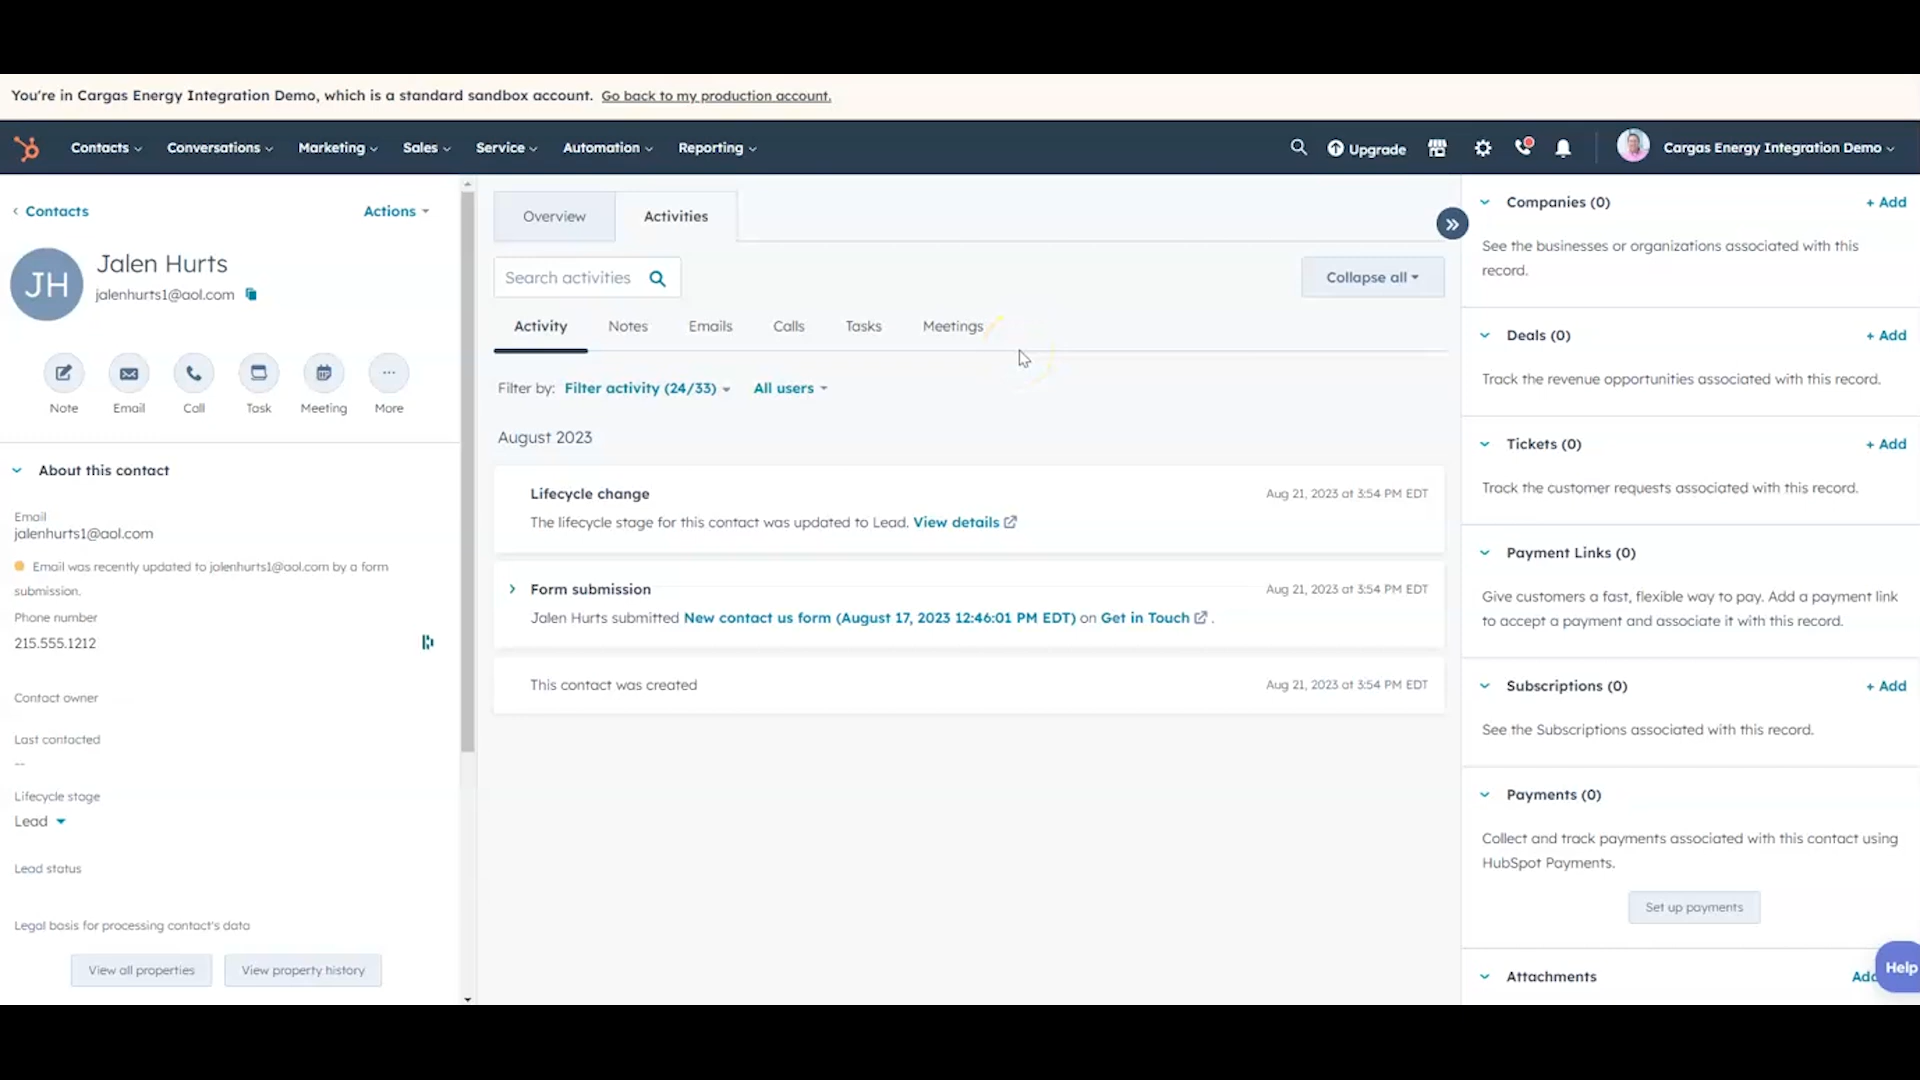 You're in Cargas Energy Integration Demo, which is a standard sandbox account. Go back to my production account.
Contacts Conversations Marketing Sales Service Automation Reporting Upgrade Cargas Energy Integration Demo
Contacts Actions
JH
Jalen Hurts
jalenhurts1@aol.com
Note Email Call Task Meeting More
About this contact
Email
jalenhurts1@aol.com
Email was recently updated to jalenhurts1@aol.com by a form
submission.
Phone number
215.555.1212
Contact owner
Last contacted
--
Lifecycle stage
Lead
Lead status
Legal basis for processing contact's data
View all properties View property history
Overview Activities
Search activities Collapse all
Activity Notes Emails Calls Tasks Meetings
Filter by: Filter activity (24/33) All users
August 2023
Lifecycle change Aug 21, 2023 at 3:54 PM EDT
The lifecycle stage for this contact was updated to Lead. View details
Form submission Aug 21, 2023 at 3:54 PM EDT
Jalen Hurts submitted New contact us form (August 17, 2023 12:46:01 PM EDT) on Get in Touch .
This contact was created Aug 21, 2023 at 3:54 PM EDT
Companies (0) + Add
See the businesses or organizations associated with this
record.
Deals (0) + Add
Track the revenue opportunities associated with this record.
Tickets (0) + Add
Track the customer requests associated with this record.
Payment Links (0)
Give customers a fast, flexible way to pay. Add a payment link
to accept a payment and associate it with this record.
Subscriptions (0) + Add
See the Subscriptions associated with this record.
Payments (0)
Collect and track payments associated with this contact using
HubSpot Payments.
Set up payments
Attachments Add
Help